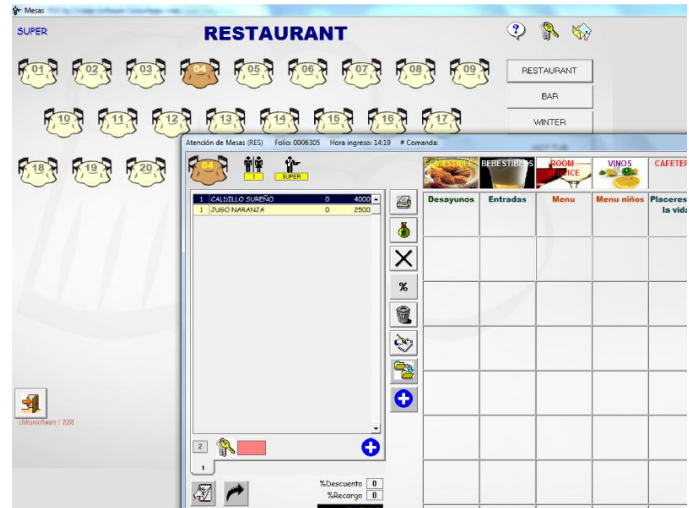 Mesas
SUPER
RESTAURANT
01 02 03 04 05 06 07 08 09
RESTAURANT
BAR
10 11 12 13 14 15 16 17
WINTER
Atención de Mesas (RES) Folio: 0006305 Hora ingreso: 14:19 # Comanda:
18 19 20
04
1
SUPER
BEBESTIBLES
ROOM SERVICE
VINOS
CAFETER
1 CALDILLO SUREÑO 0 4000
1 JUGO NARANJA 0 2500
Desayunos
Entradas
Menu
Menu niños
Placeres
la vida
%
2
1
%Descuento 0
%Recargo 0